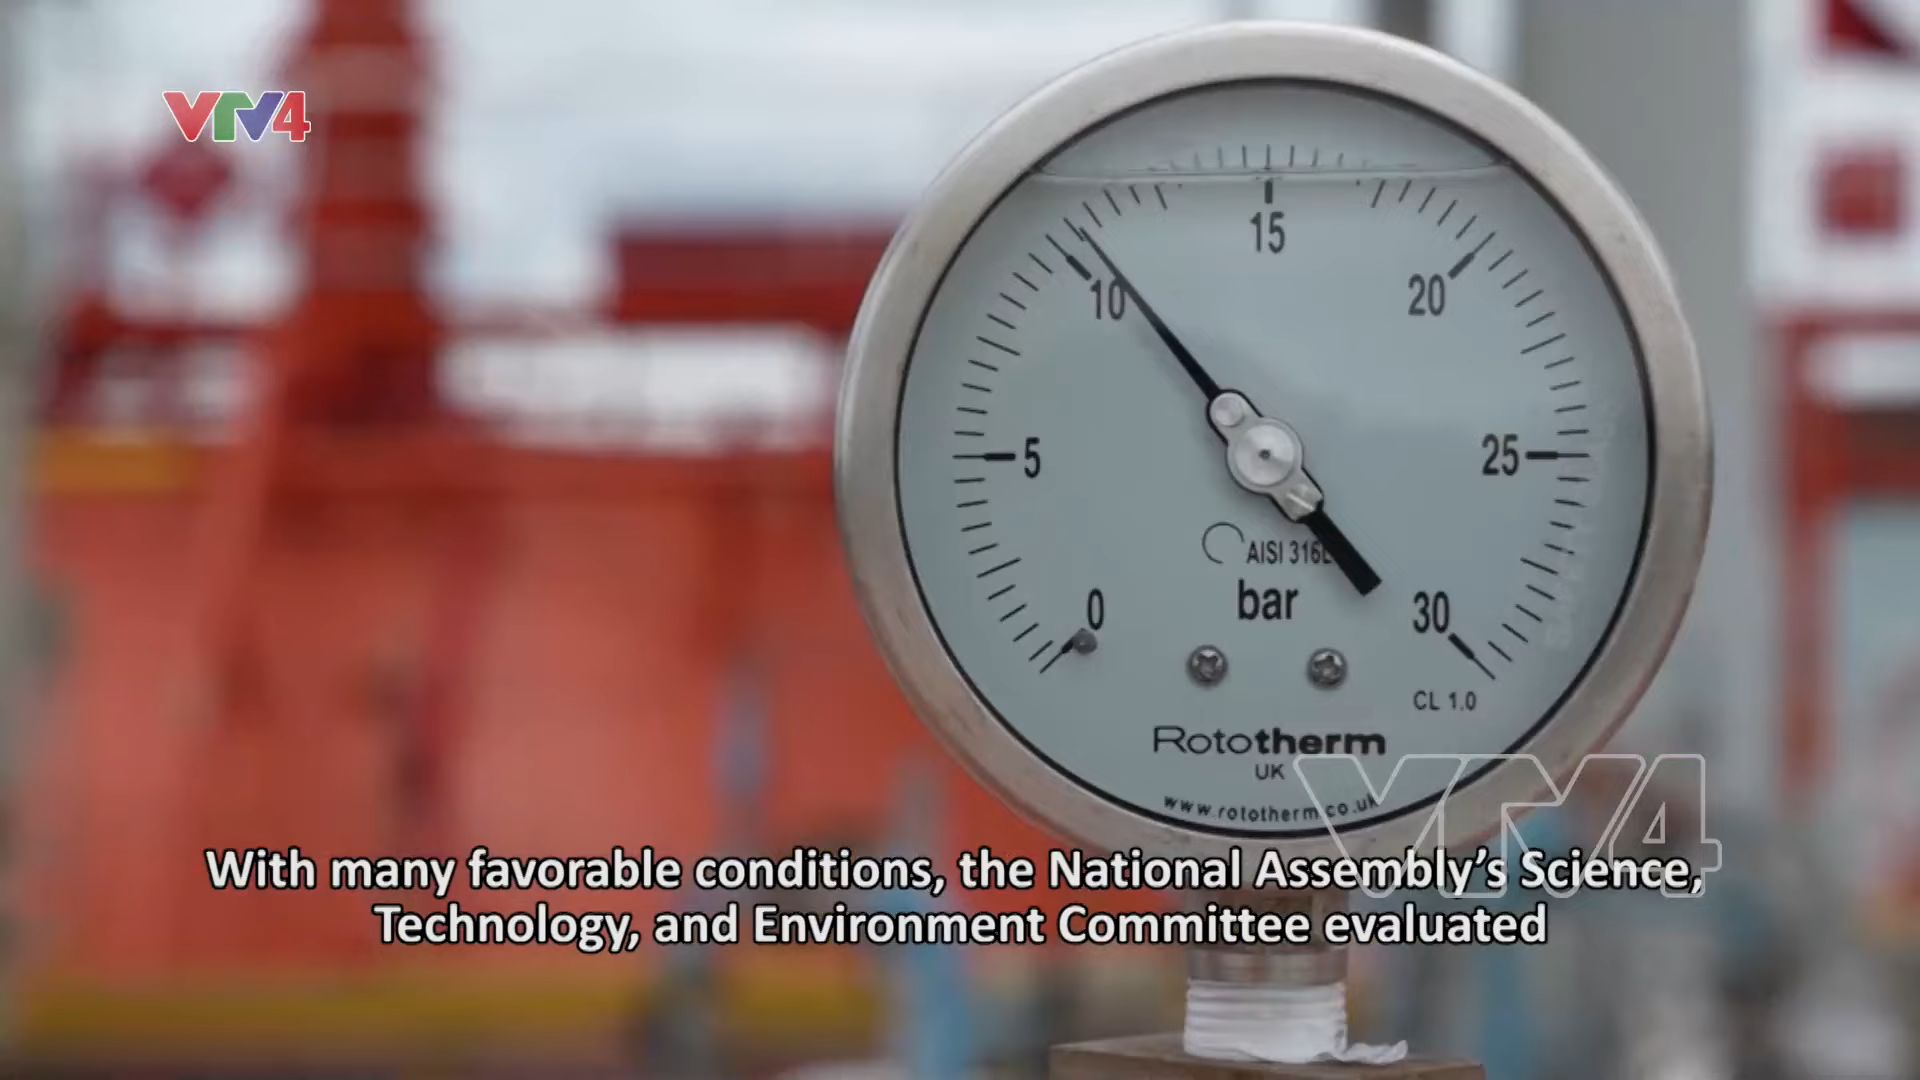 VTV4
15
10
20
5
25
AISI 316L
bar
0
30
CL 1.0
Rototherm
UK
www.rototherm.co.uk
VTV4
With many favorable conditions, the National Assembly’s Science,
Technology, and Environment Committee evaluated